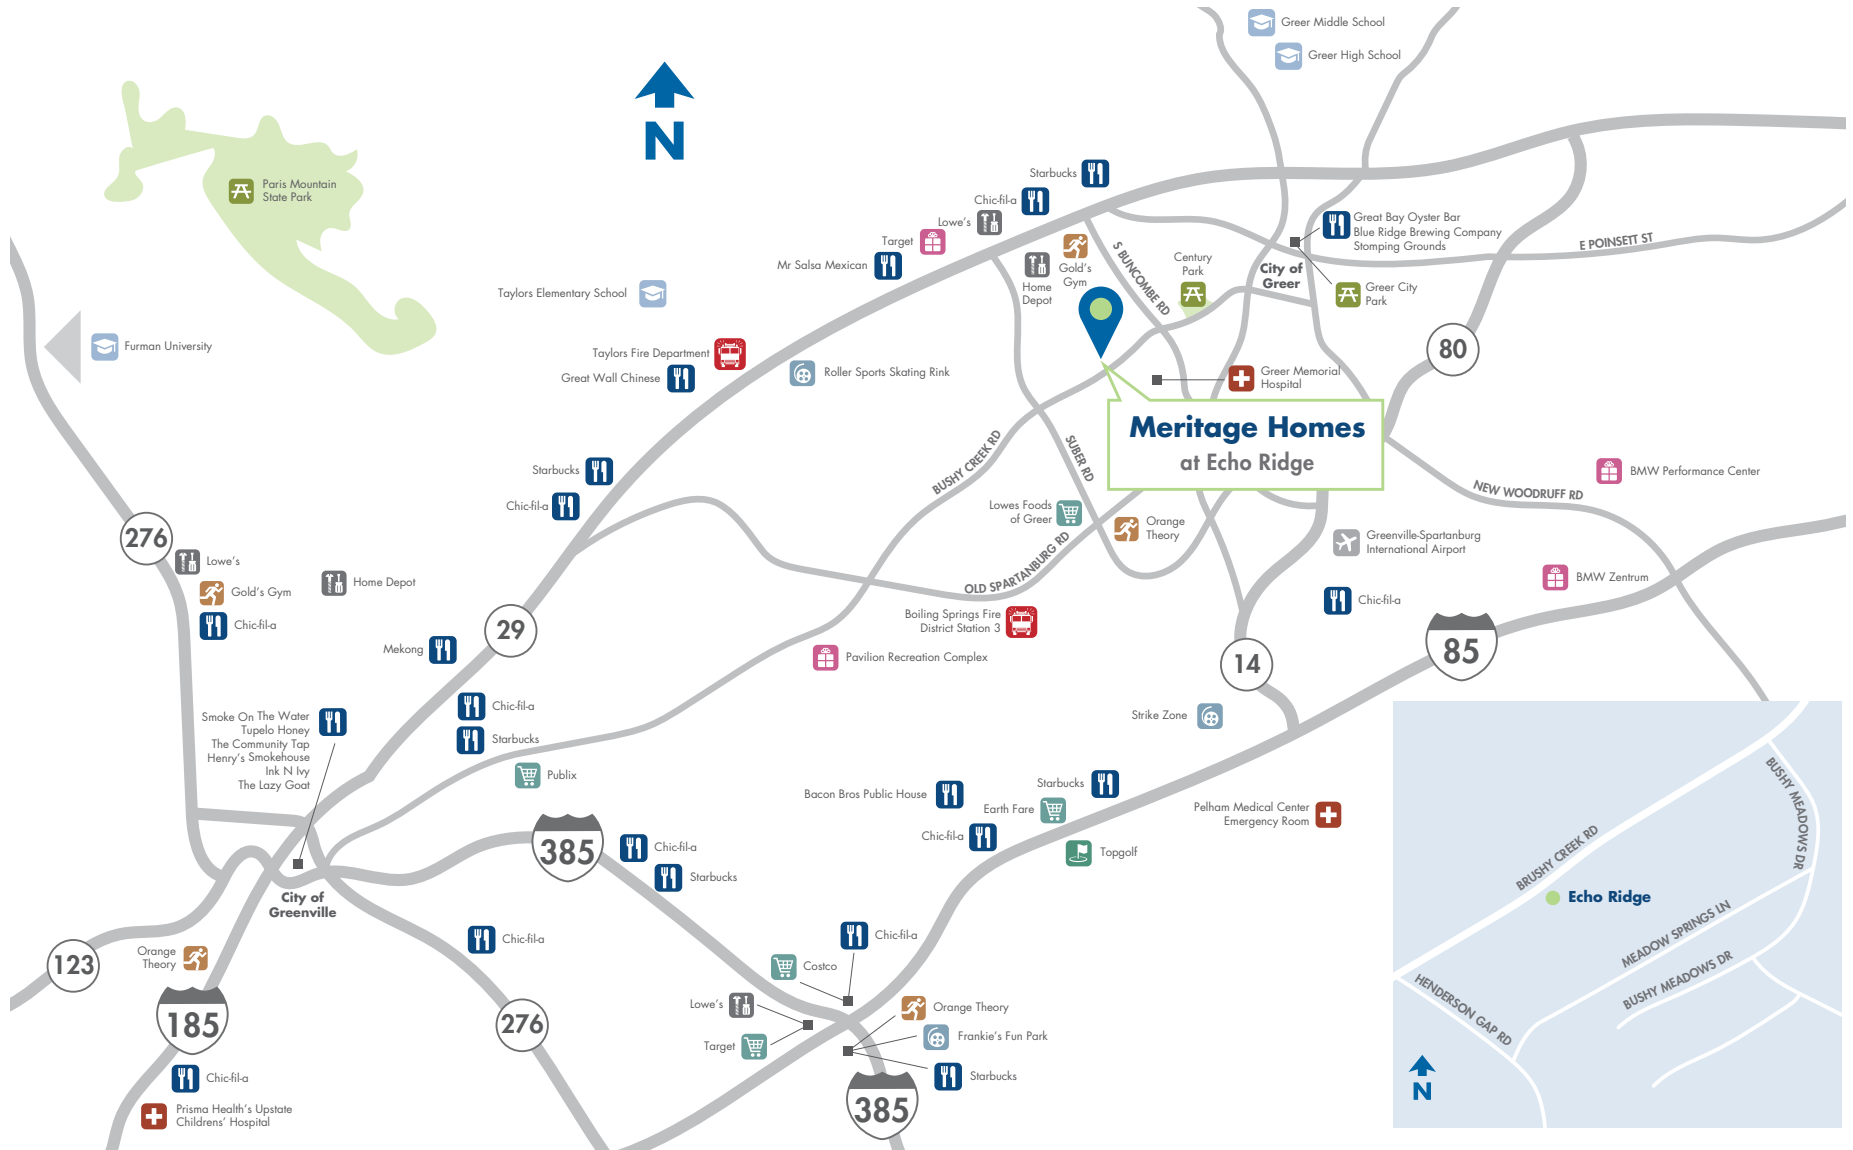 Greer Middle School
Greer High School
N
Paris Mountain
State Park
Starbucks
Chic-fil-a
Lowe's
Target
Mr Salsa Mexican
Great Bay Oyster Bar
Blue Ridge Brewing Company
Stomping Grounds
E POINSETT ST
S BUNCOMBE RD
Century
Park
City of
Greer
Greer City
Park
Home
Depot
Gold's
Gym
Taylors Elementary School
Furman University
Taylors Fire Department
Great Wall Chinese
Roller Sports Skating Rink
80
Greer Memorial
Hospital
Meritage Homes
at Echo Ridge
BUSHY CREEK RD
SUBER RD
Starbucks
Chic-fil-a
NEW WOODRUFF RD
BMW Performance Center
Lowes Foods
of Greer
Orange
Theory
276
Greenville-Spartanburg
International Airport
Lowe's
Gold's Gym
Chic-fil-a
Home Depot
OLD SPARTANBURG RD
BMW Zentrum
Chic-fil-a
Boiling Springs Fire
District Station 3
29
Mekong
Pavilion Recreation Complex
14
85
Smoke On The Water
Tupelo Honey
The Community Tap
Henry's Smokehouse
Ink N Ivy
The Lazy Goat
Chic-fil-a
Starbucks
Publix
Strike Zone
Bacon Bros Public House
Starbucks
Earth Fare
Chic-fil-a
Topgolf
Pelham Medical Center
Emergency Room
385
Chic-fil-a
Starbucks
City of
Greenville
Chic-fil-a
Chic-fil-a
Costco
123
Orange
Theory
185
276
Lowe's
Target
Orange Theory
Frankie's Fun Park
Starbucks
385
Chic-fil-a
Prisma Health's Upstate
Childrens' Hospital
BUSHY MEADOWS DR
BRUSHY CREEK RD
Echo Ridge
MEADOW SPRINGS LN
BUSHY MEADOWS DR
HENDERSON GAP RD
N